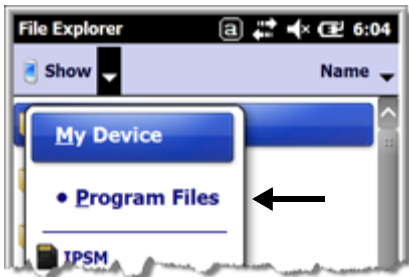 File Explorer a 6:04
Show Name
My Device
• Program Files
IPSM